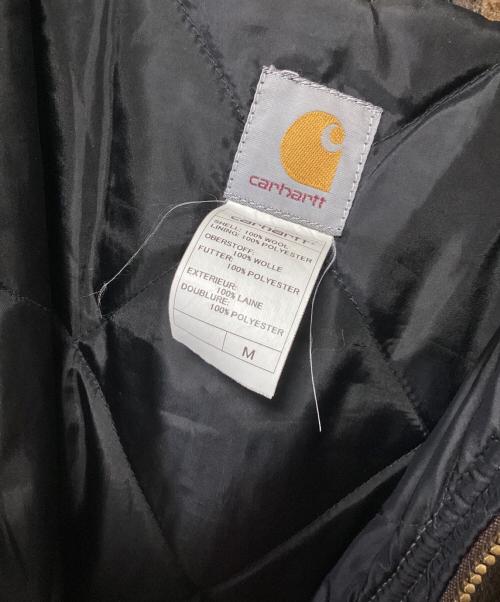 carhartt
carhartt
SHELL: 100% WOOL
LINING: 100% POLYESTER
OBERSTOFF:
100% WOLLE
FUTTER:
100% POLYESTER
EXTERIEUR:
100% LAINE
DOUBLURE:
100% POLYESTER
M